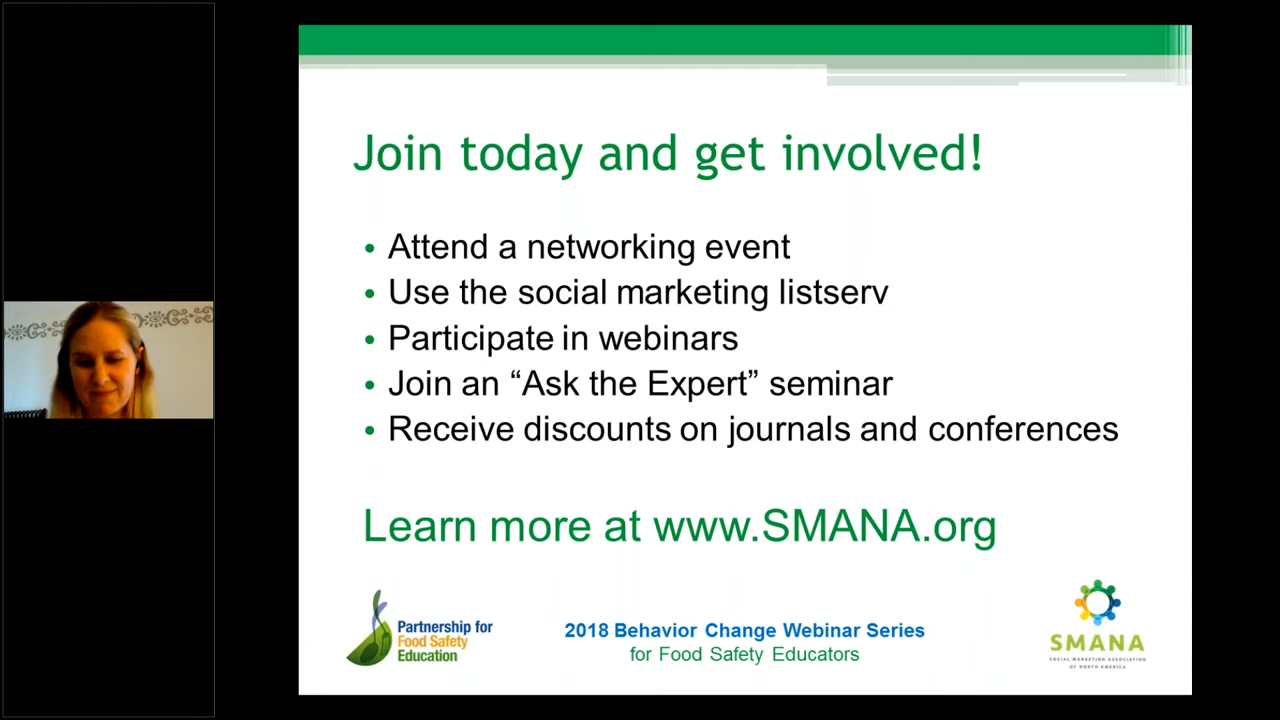 Join today and get involved!
• Attend a networking event
• Use the social marketing listserv
• Participate in webinars
• Join an “Ask the Expert” seminar
• Receive discounts on journals and conferences
Learn more at www.SMANA.org
Partnership for
Food Safety
Education
2018 Behavior Change Webinar Series
for Food Safety Educators
SMANA
SOCIAL MARKETING ASSOCIATION
OF NORTH AMERICA